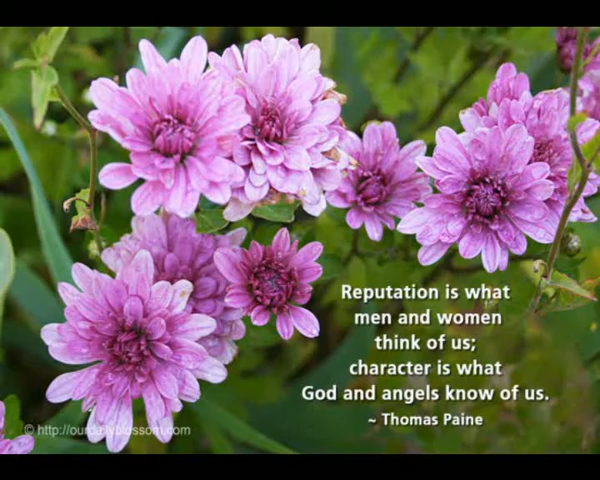 Reputation is what
men and women
think of us;
character is what
God and angels know of us.
~ Thomas Paine
© http://ourdailyblossom.com